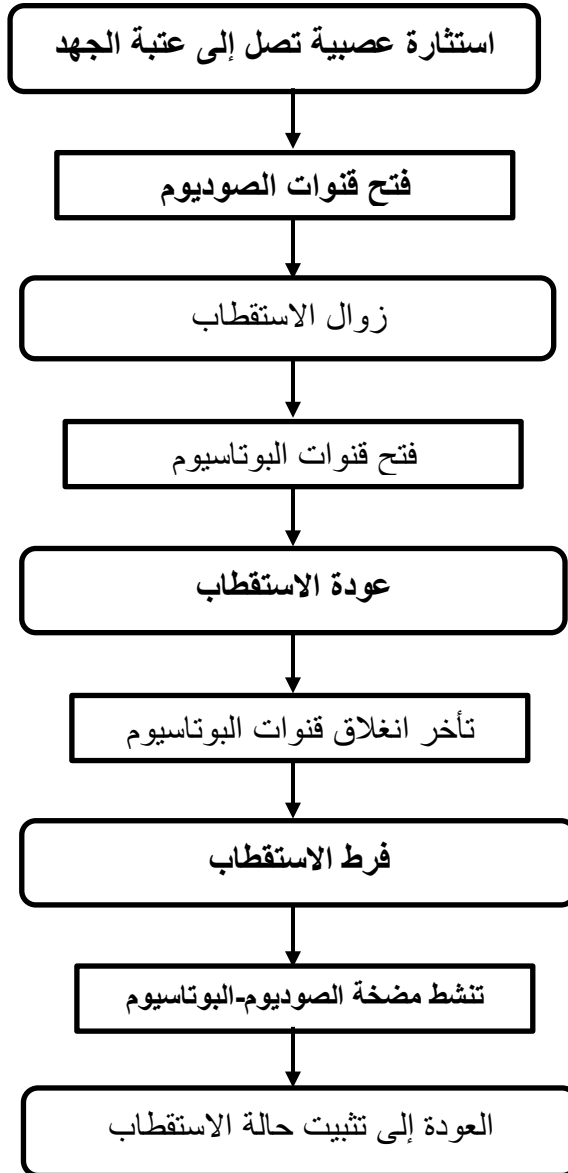 استثارة عصبية تصل إلى عتبة الجهد
فتح قنوات الصوديوم
زوال الاستقطاب
فتح قنوات البوتاسيوم
عودة الاستقطاب
تأخر انغلاق قنوات البوتاسيوم
فرط الاستقطاب
تنشط مضخة الصوديوم-البوتاسيوم
العودة إلى تثبيت حالة الاستقطاب